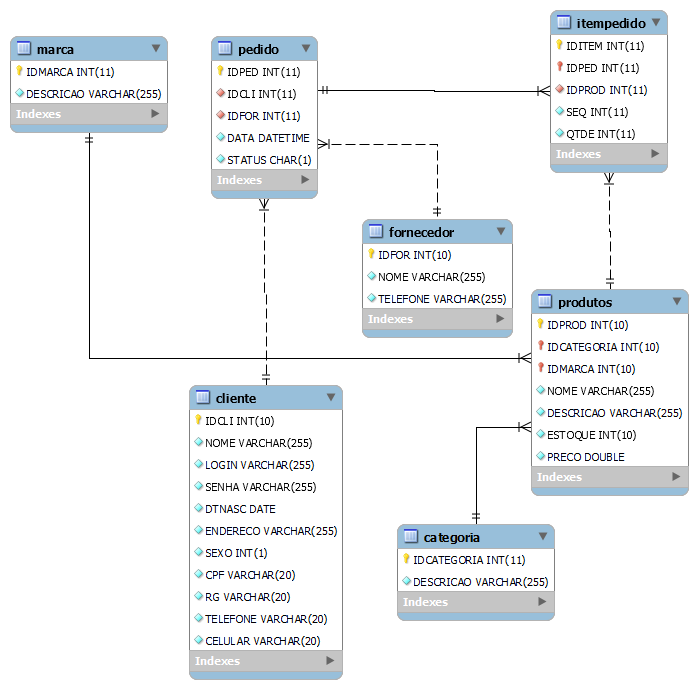 marca
IDMARCA INT(11)
DESCRICAO VARCHAR(255)
Indexes
pedido
IDPED INT(11)
IDCLI INT(11)
IDFOR INT(11)
DATA DATETIME
STATUS CHAR(1)
Indexes
itempedido
IDITEM INT(11)
IDPED INT(11)
IDPROD INT(11)
SEQ INT(11)
QTDE INT(11)
Indexes
fornecedor
IDFOR INT(10)
NOME VARCHAR(255)
TELEFONE VARCHAR(255)
Indexes
produtos
IDPROD INT(10)
IDCATEGORIA INT(10)
IDMARCA INT(10)
NOME VARCHAR(255)
DESCRICAO VARCHAR(255)
ESTOQUE INT(10)
PRECO DOUBLE
Indexes
cliente
IDCLI INT(10)
NOME VARCHAR(255)
LOGIN VARCHAR(255)
SENHA VARCHAR(255)
DTNASC DATE
ENDERECO VARCHAR(255)
SEXO INT(1)
CPF VARCHAR(20)
RG VARCHAR(20)
TELEFONE VARCHAR(20)
CELULAR VARCHAR(20)
Indexes
categoria
IDCATEGORIA INT(11)
DESCRICAO VARCHAR(255)
Indexes